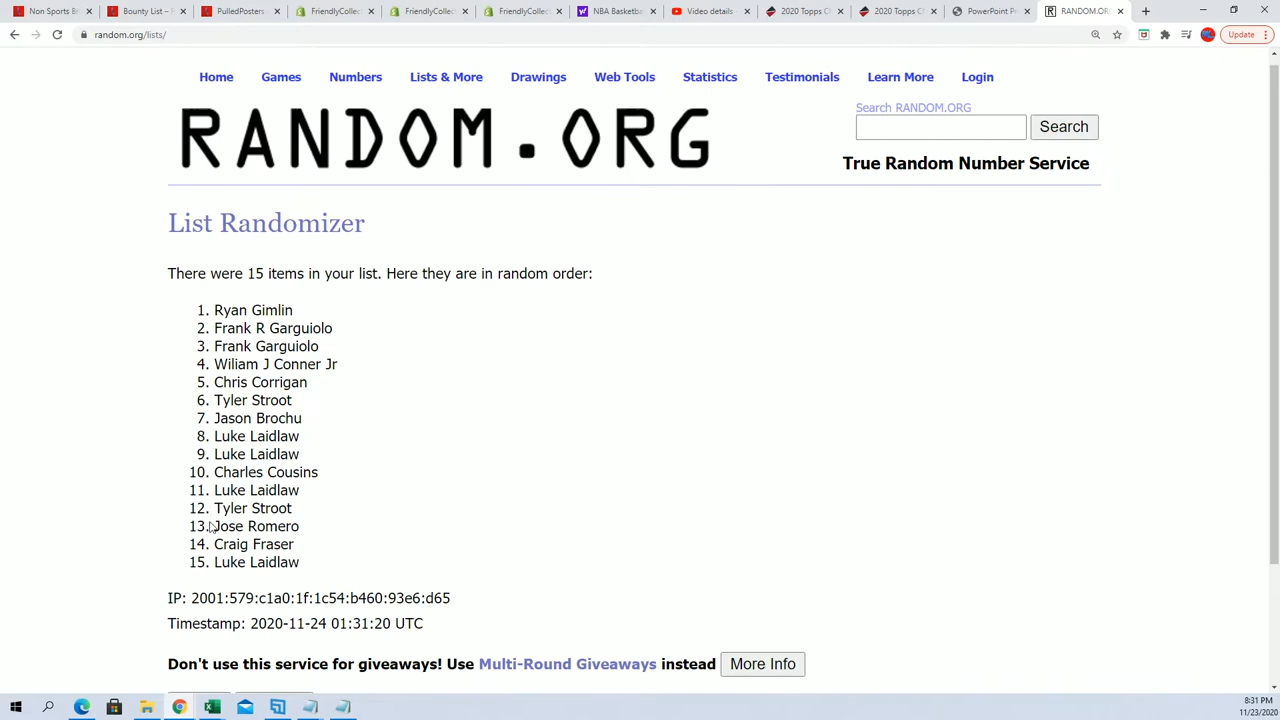 Non Sports Br
Bounty List –
PulledPosters
FriendlyCollec
FriendlyCollec
FriendlyCollec
NBA Basketba
Video details
2020 Topps C
2020 Topps C
PowerPoint P
RANDOM.OR
random.org/lists/
Update
Home Games Numbers Lists & More Drawings Web Tools Statistics Testimonials Learn More Login
RANDOM.ORG
Search RANDOM.ORG
Search
True Random Number Service
List Randomizer
There were 15 items in your list. Here they are in random order:
1. Ryan Gimlin
2. Frank R Garguiolo
3. Frank Garguiolo
4. Wiliam J Conner Jr
5. Chris Corrigan
6. Tyler Stroot
7. Jason Brochu
8. Luke Laidlaw
9. Luke Laidlaw
10. Charles Cousins
11. Luke Laidlaw
12. Tyler Stroot
13. Jose Romero
14. Craig Fraser
15. Luke Laidlaw
IP: 2001:579:c1a0:1f:1c54:b460:93e6:d65
Timestamp: 2020-11-24 01:31:20 UTC
Don't use this service for giveaways! Use Multi-Round Giveaways instead More Info
8:31 PM
11/23/2020